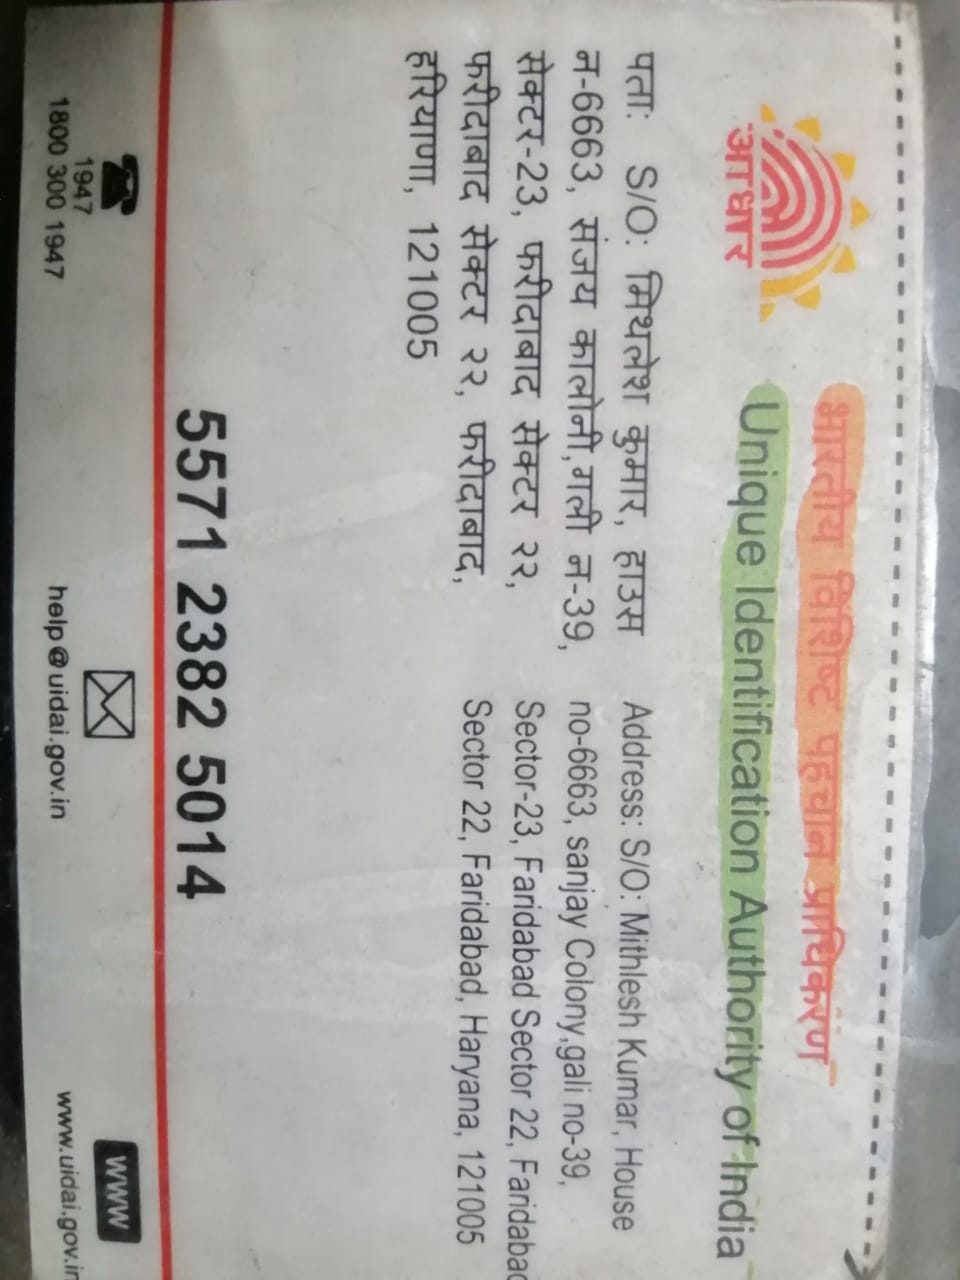 आधार
भारतीय विशिष्ट पहचान प्राधिकरण
Unique Identification Authority of India
पताः S/O: मिथलेश कुमार, हाउस
न-6663, संजय कालोनी,गली न-39,
सेक्टर-23, फरीदाबाद सेक्टर २२,
फरीदाबाद सेक्टर २२, फरीदाबाद,
हरियाणा, 121005
Address: S/O: Mithlesh Kumar, House
no-6663, sanjay Colony,gali no-39,
Sector-23, Faridabad Sector 22, Faridabad
Sector 22, Faridabad, Haryana, 121005
5571 2382 5014
1947
1800 300 1947
help@uidai.gov.in
www
www.uidai.gov.in